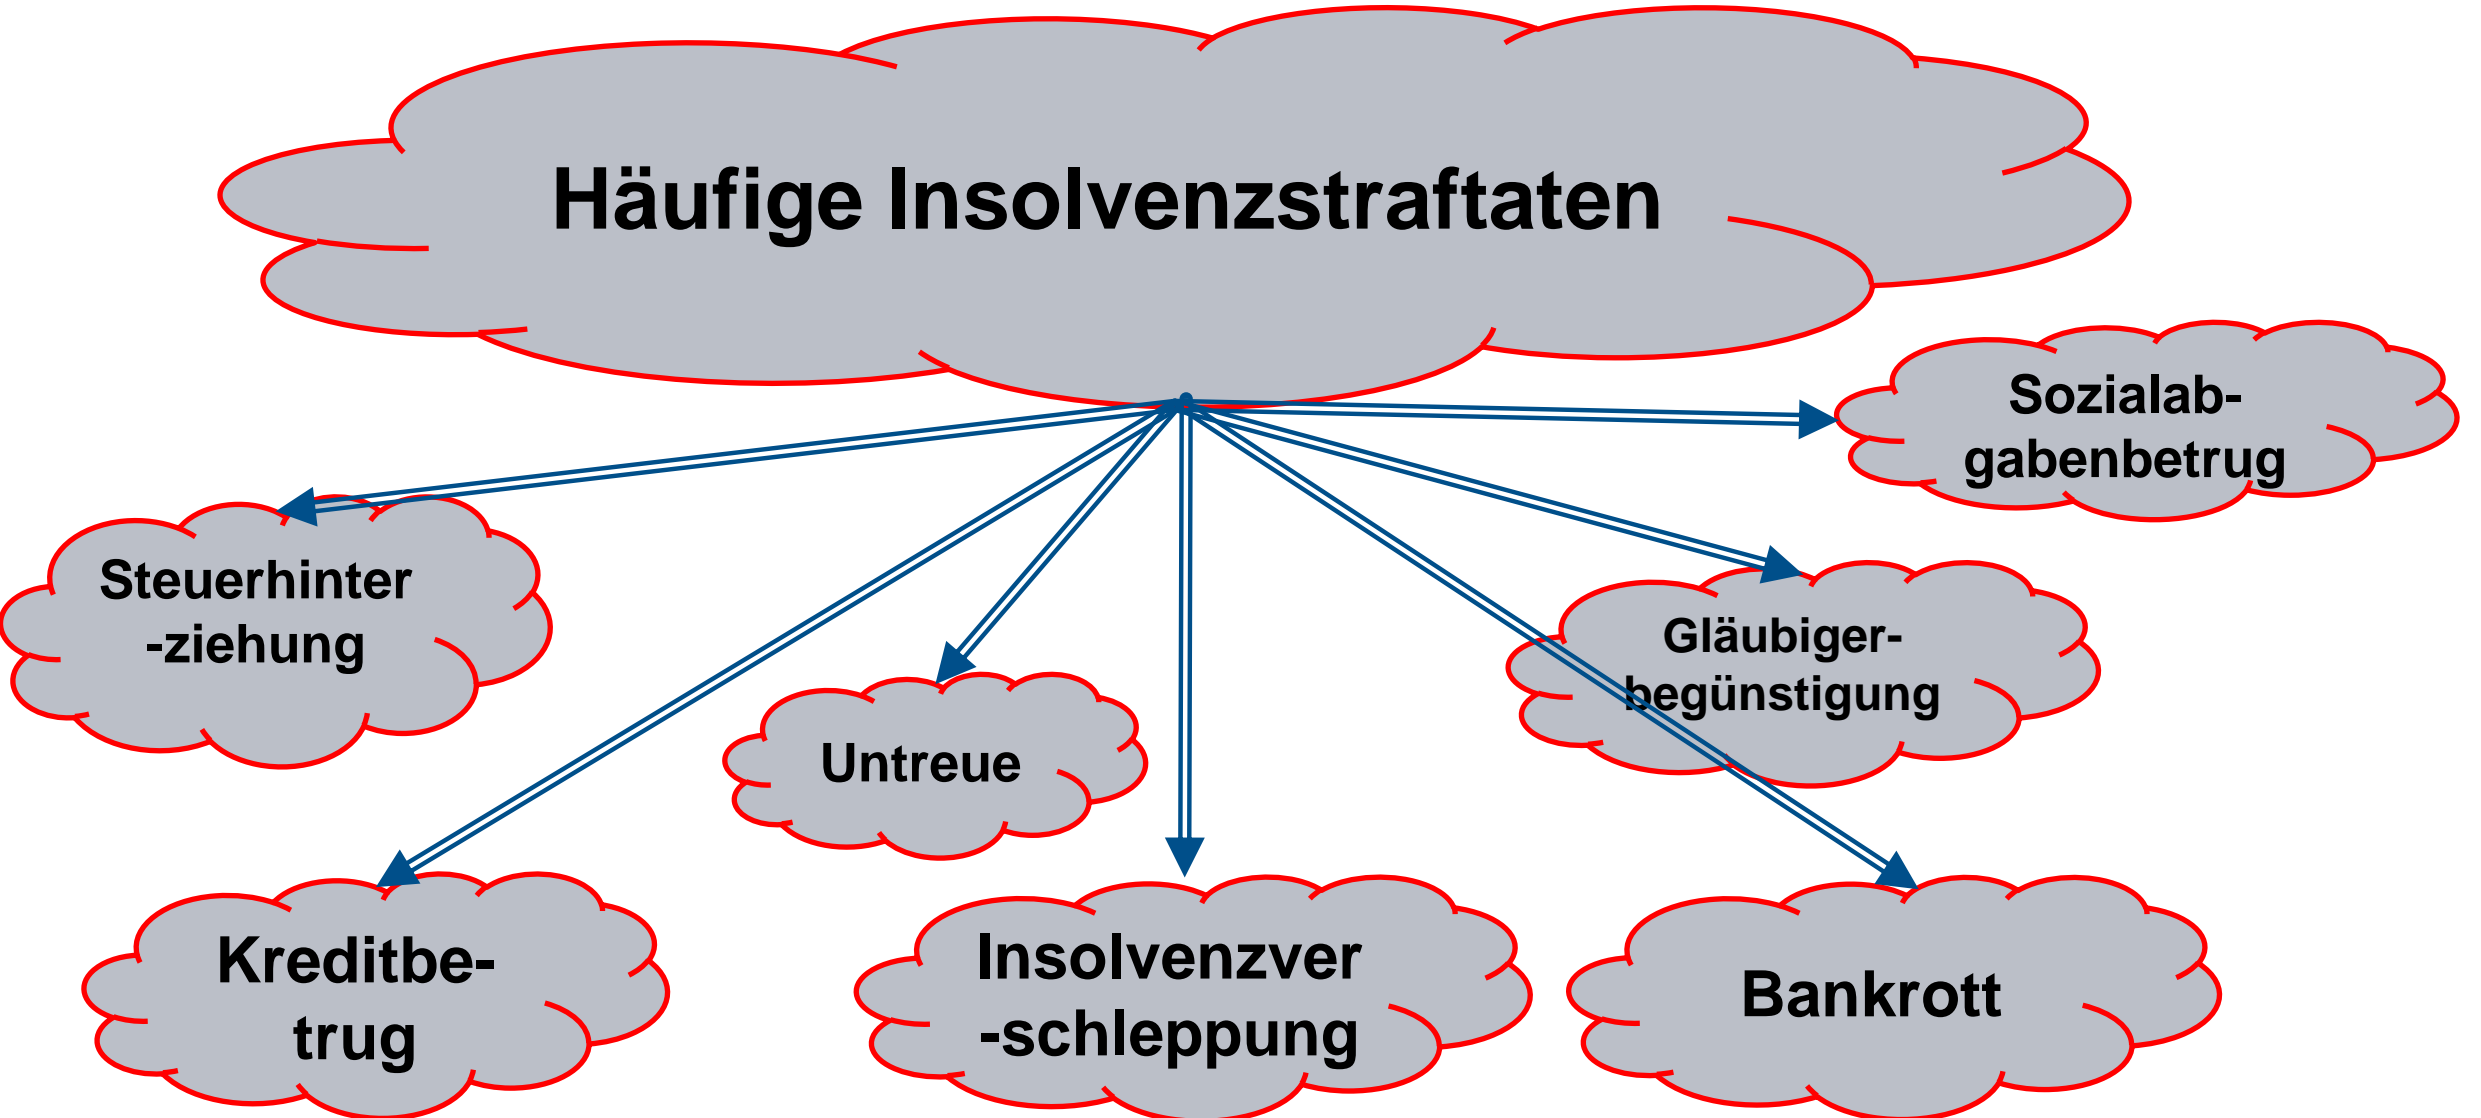 Häufige Insolvenzstraftaten
Sozialab-
gabenbetrug
Steuerhinter
-ziehung
Gläubiger-
begünstigung
Untreue
Kreditbe-
trug
Insolvenzver
-schleppung
Bankrott